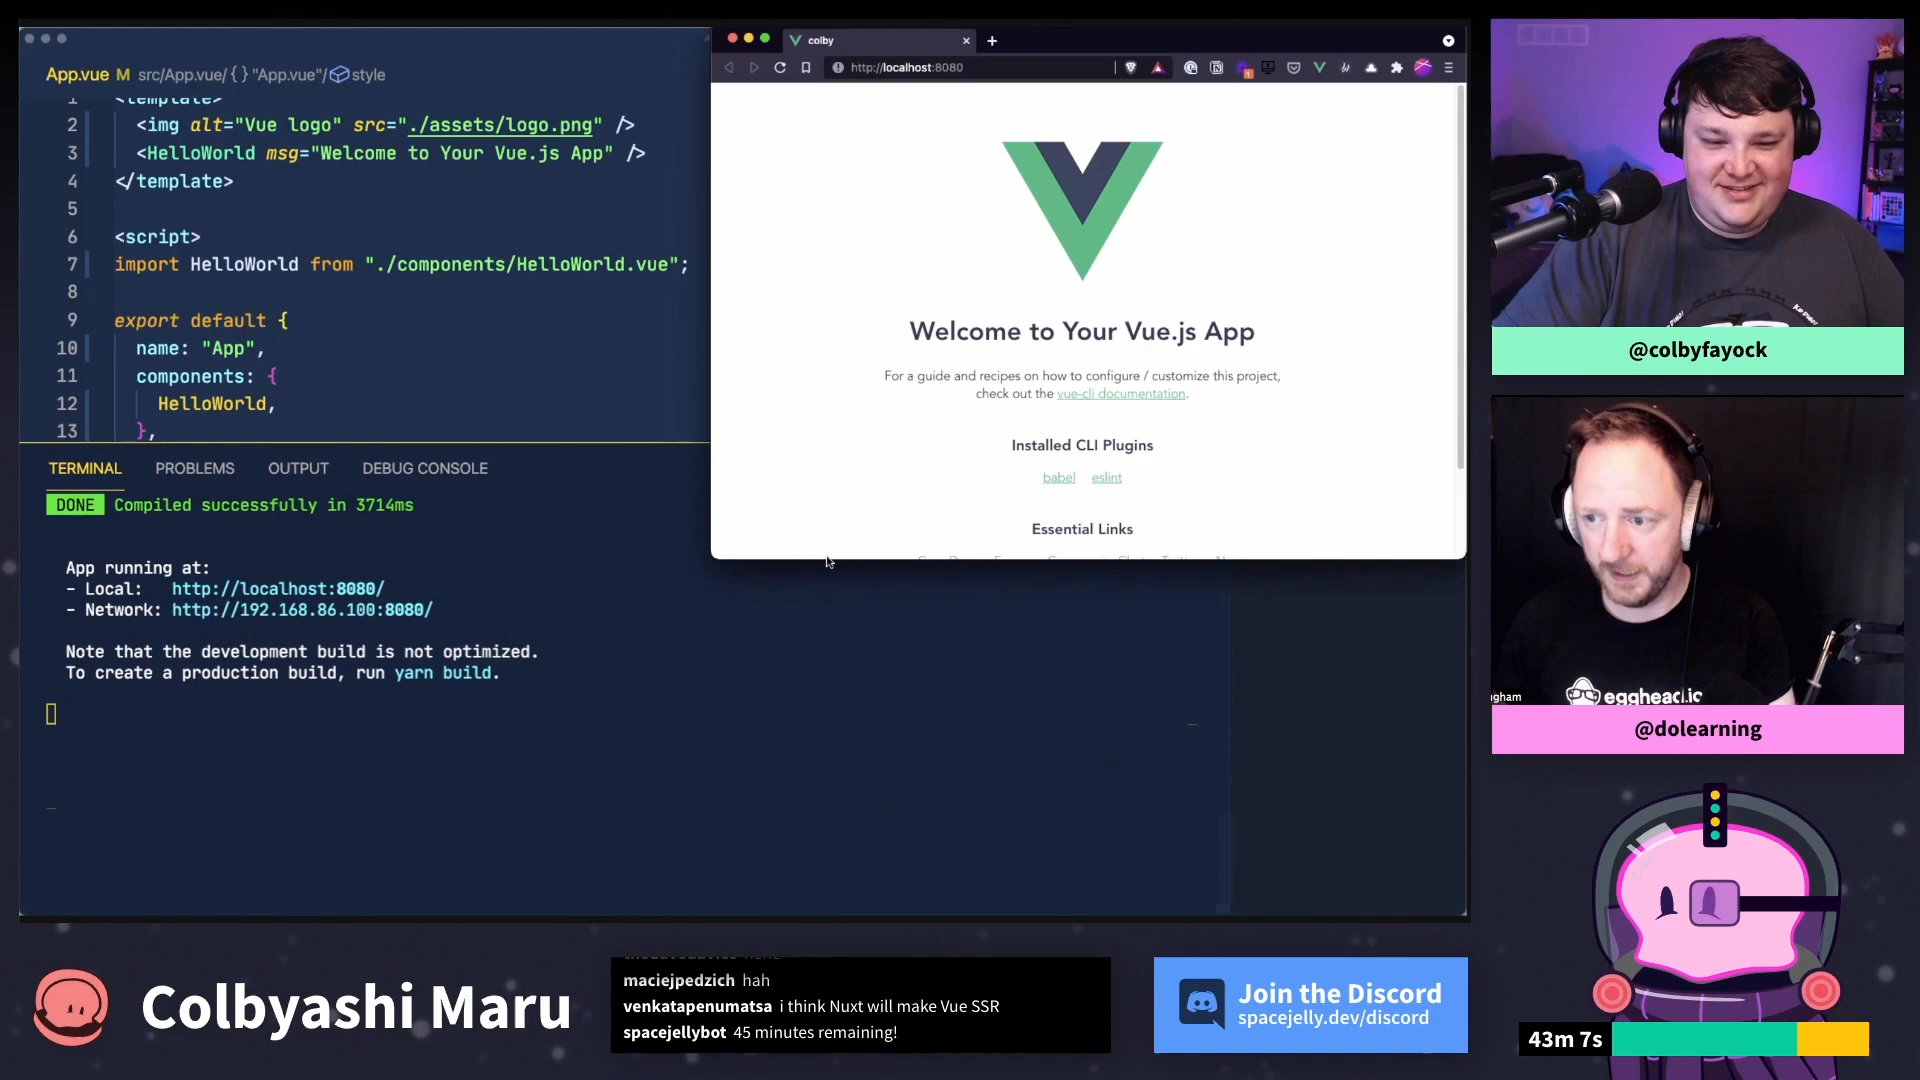 App.vue M src/App.vue/{ } "App.vue"/ style
1 <template>
2 <img alt="Vue logo" src="./assets/logo.png" />
3 <HelloWorld msg="Welcome to Your Vue.js App" />
4 </template>
5
6 <script>
7 import HelloWorld from "./components/HelloWorld.vue";
8
9 export default {
10 name: "App",
11 components: {
12 HelloWorld,
13 },
TERMINAL PROBLEMS OUTPUT DEBUG CONSOLE
DONE Compiled successfully in 3714ms
App running at:
- Local: http://localhost:8080/
- Network: http://192.168.86.100:8080/
Note that the development build is not optimized.
To create a production build, run yarn build.
colby
http://localhost:8080
Welcome to Your Vue.js App
For a guide and recipes on how to configure / customize this project,
check out the vue-cli documentation.
Installed CLI Plugins
babel eslint
Essential Links
@colbyfayock
egghead.io
@dolearning
Colbyashi Maru
maciejpedzich hah
venkatapenumatsa i think Nuxt will make Vue SSR
spacejellybot 45 minutes remaining!
Join the Discord
spacejelly.dev/discord
43m 7s